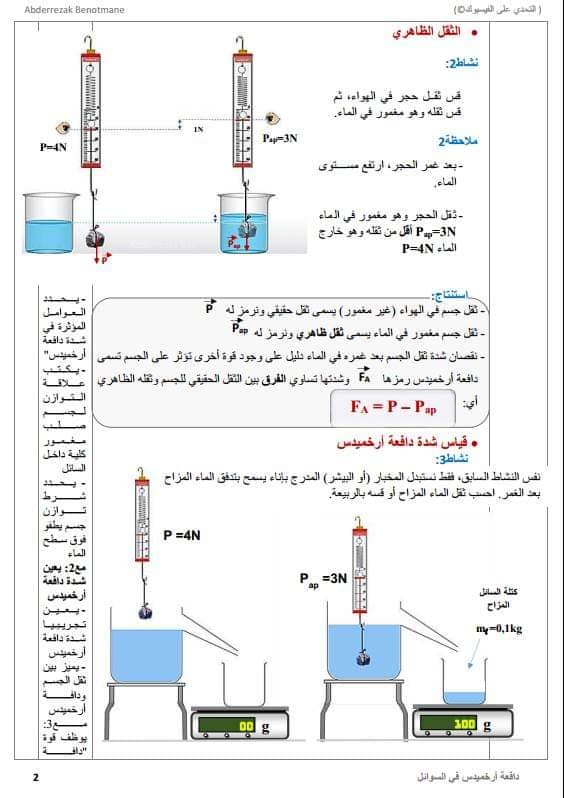 Abderrezak Benotmane
( التحدي على الفيسبوك©)
• الثقل الظاهري
نشاط2:
قس ثقل حجر في الهواء، ثم
قس ثقله وهو مغمور في الماء.
ملاحظة2
- بعد غمر الحجر، ارتفع مستوى
الماء.
- ثقل الحجر وهو مغمور في الماء
Pap=3N أقل من ثقله وهو خارج
الماء P=4N
P=4N
1N
Pap=3N
P
Pap
إستنتاج:
- ثقل جسم في الهواء (غير مغمور) يسمى ثقل حقيقي ونرمز له P
- ثقل جسم مغمور في الماء يسمى ثقل ظاهري ونرمز له Pap
- نقصان شدة ثقل الجسم بعد غمره في الماء دليل على وجود قوة أخرى تؤثر على الجسم تسمى
دافعة أرخميدس رمزها FA وشدتها تساوي الفرق بين الثقل الحقيقي للجسم وثقله الظاهري
أي: FA = P – Pap
• قياس شدة دافعة أرخميدس
نشاط3:
نفس النشاط السابق، فقط نستبدل المخبار (أو البيشر) المدرج بإناء يسمح بتدفق الماء المزاح
بعد الغمر. احسب ثقل الماء المزاح أو قسه بالربيعة.
P =4N
Pap =3N
كتلة السائل
المزاح
mf=0,1kg
00 g
100 g
- يحدد
العوامل
المؤثرة في
شدة دافعة
أرخميدس"
- يكتب
علاقة
التوازن
لجسم
صلب
مغمور
كلية داخل
السائل
- يحدد
شرط
توازن
جسم يطفو
فوق سطح
الماء
مع2: يعين
شدة دافعة
أرخميدس
- يعين
تجريبيا
شدة دافعة
أرخميدس
- يميز بين
ثقل الجسم
ودافعة
أرخميدس
مع3:
يوظف قوة
"دافعة
دافعة أرخميدس في السوائل
2